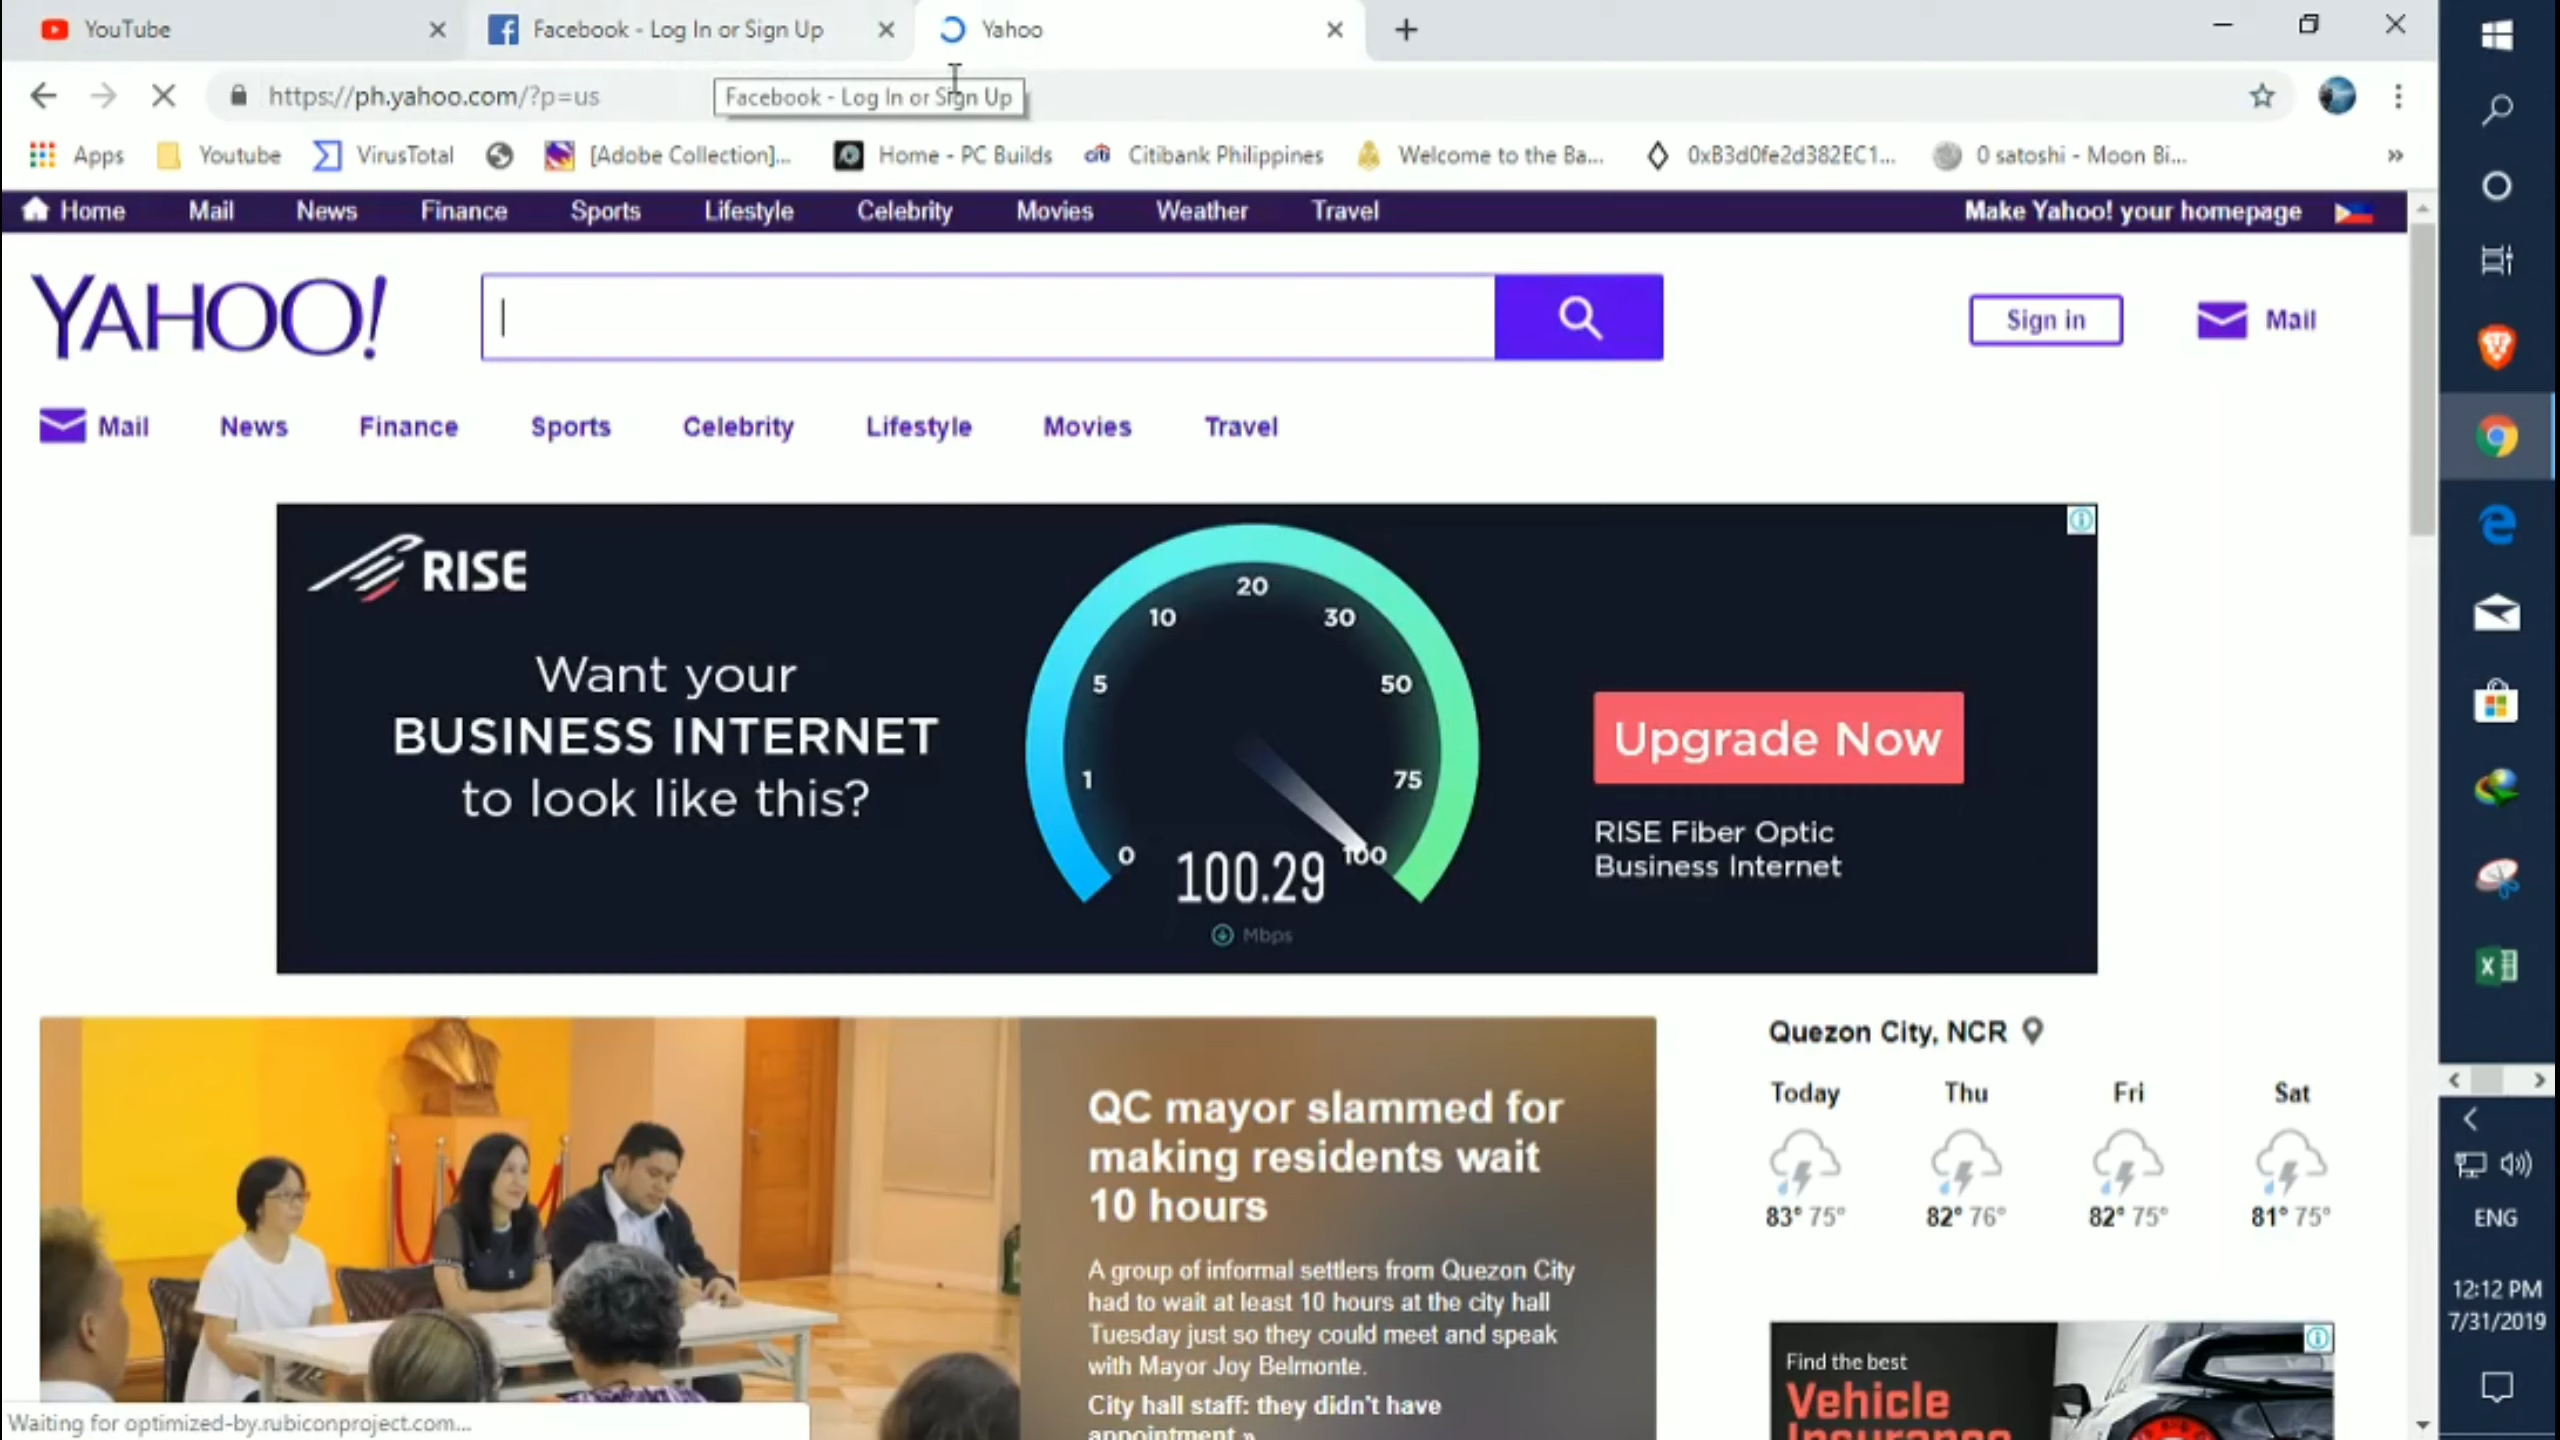 YouTube
Facebook - Log In or Sign Up
Yahoo
https://ph.yahoo.com/?p=us
Facebook - Log In or Sign Up
Apps
Youtube
VirusTotal
[Adobe Collection]...
Home - PC Builds
citi
Citibank Philippines
Welcome to the Ba...
0xB3d0fe2d382EC1...
0 satoshi - Moon Bi...
»
Home
Mail
News
Finance
Sports
Lifestyle
Celebrity
Movies
Weather
Travel
Make Yahoo! your homepage
YAHOO!
Sign in
Mail
Mail
News
Finance
Sports
Celebrity
Lifestyle
Movies
Travel
RISE
Want your
BUSINESS INTERNET
to look like this?
0
1
5
10
20
30
50
75
100
100.29
Mbps
Upgrade Now
RISE Fiber Optic
Business Internet
QC mayor slammed for
making residents wait
10 hours
A group of informal settlers from Quezon City
had to wait at least 10 hours at the city hall
Tuesday just so they could meet and speak
with Mayor Joy Belmonte.
City hall staff: they didn't have
appointment »
Quezon City, NCR
Today Thu Fri Sat
83° 75° 82° 76° 82° 75° 81° 75°
Find the best
Vehicle
Insurance
Waiting for optimized-by.rubiconproject.com...
ENG
12:12 PM
7/31/2019